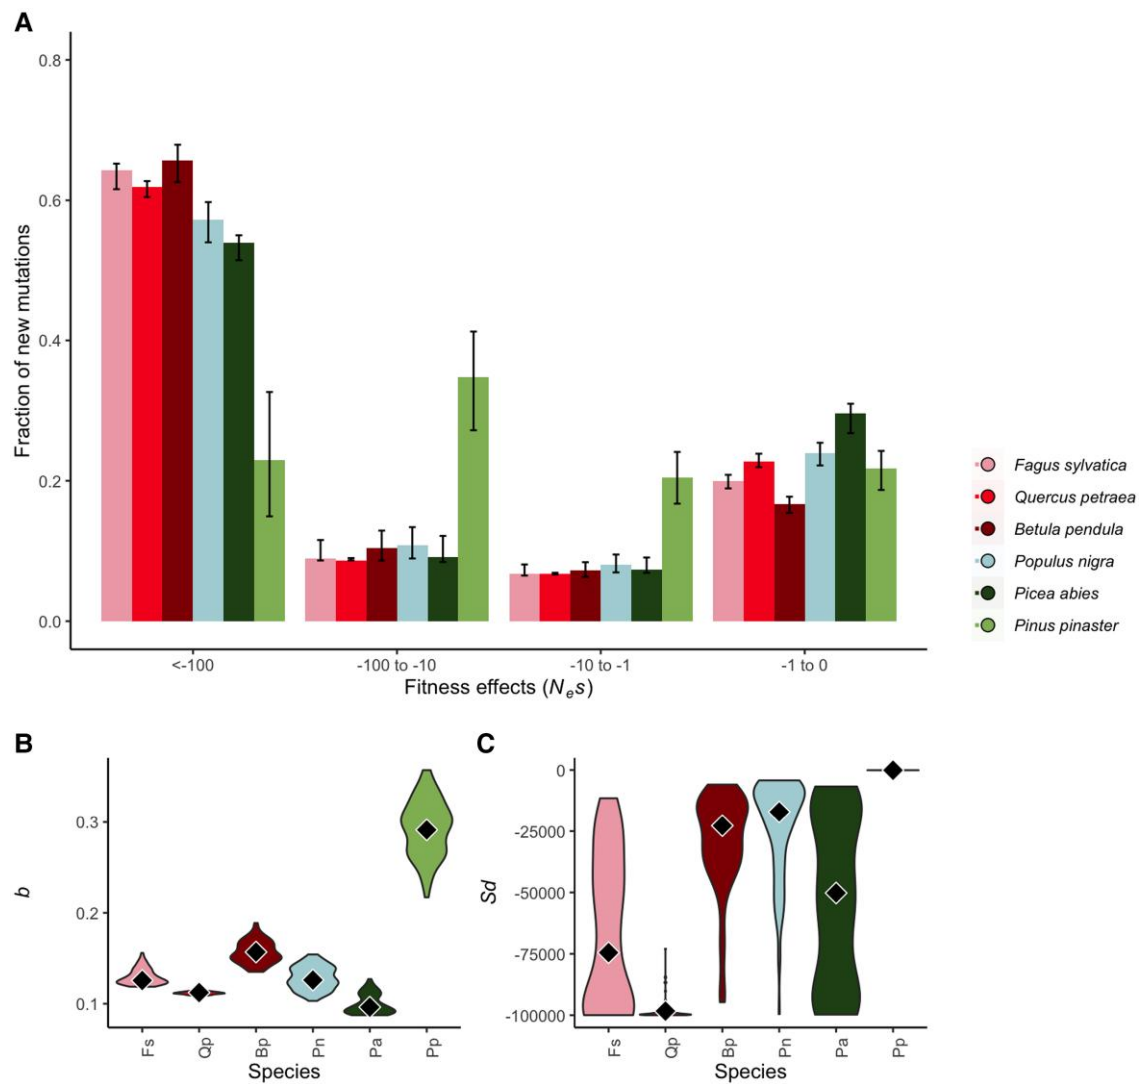 A
Fraction of new mutations
0.8
0.6
0.4
0.2
0.0
<-100
-100 to -10
-10 to -1
-1 to 0
Fitness effects (Nes)
Fagus sylvatica
Quercus petraea
Betula pendula
Populus nigra
Picea abies
Pinus pinaster
B
b
0.3
0.2
0.1
Fs
Qp
Bp
Pn
Pa
Pp
Species
C
Sd
0
-25000
-50000
-75000
-100000
Fs
Qp
Bp
Pn
Pa
Pp
Species